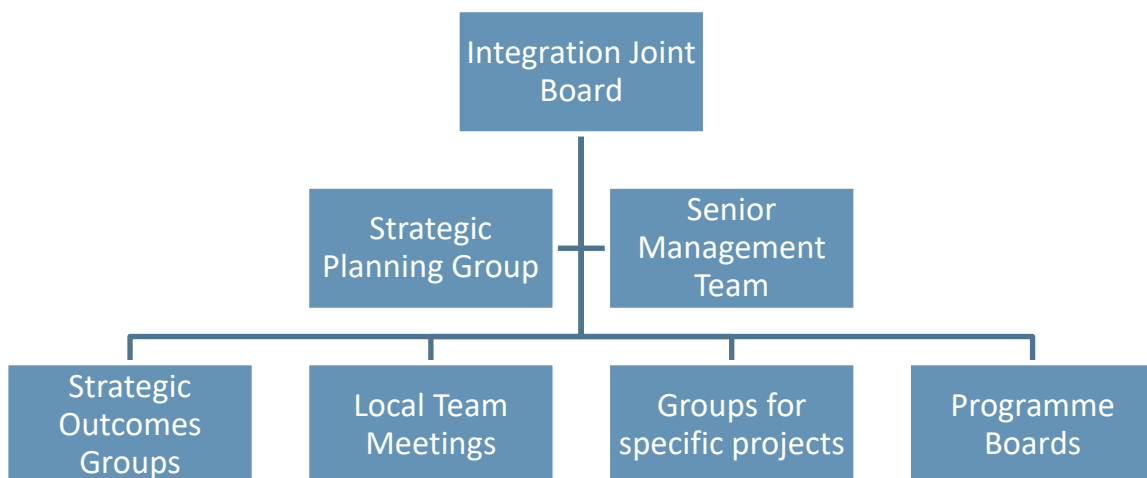 Integration Joint
Board
Strategic
Planning Group
Senior
Management
Team
Strategic
Outcomes
Groups
Local Team
Meetings
Groups for
specific projects
Programme
Boards